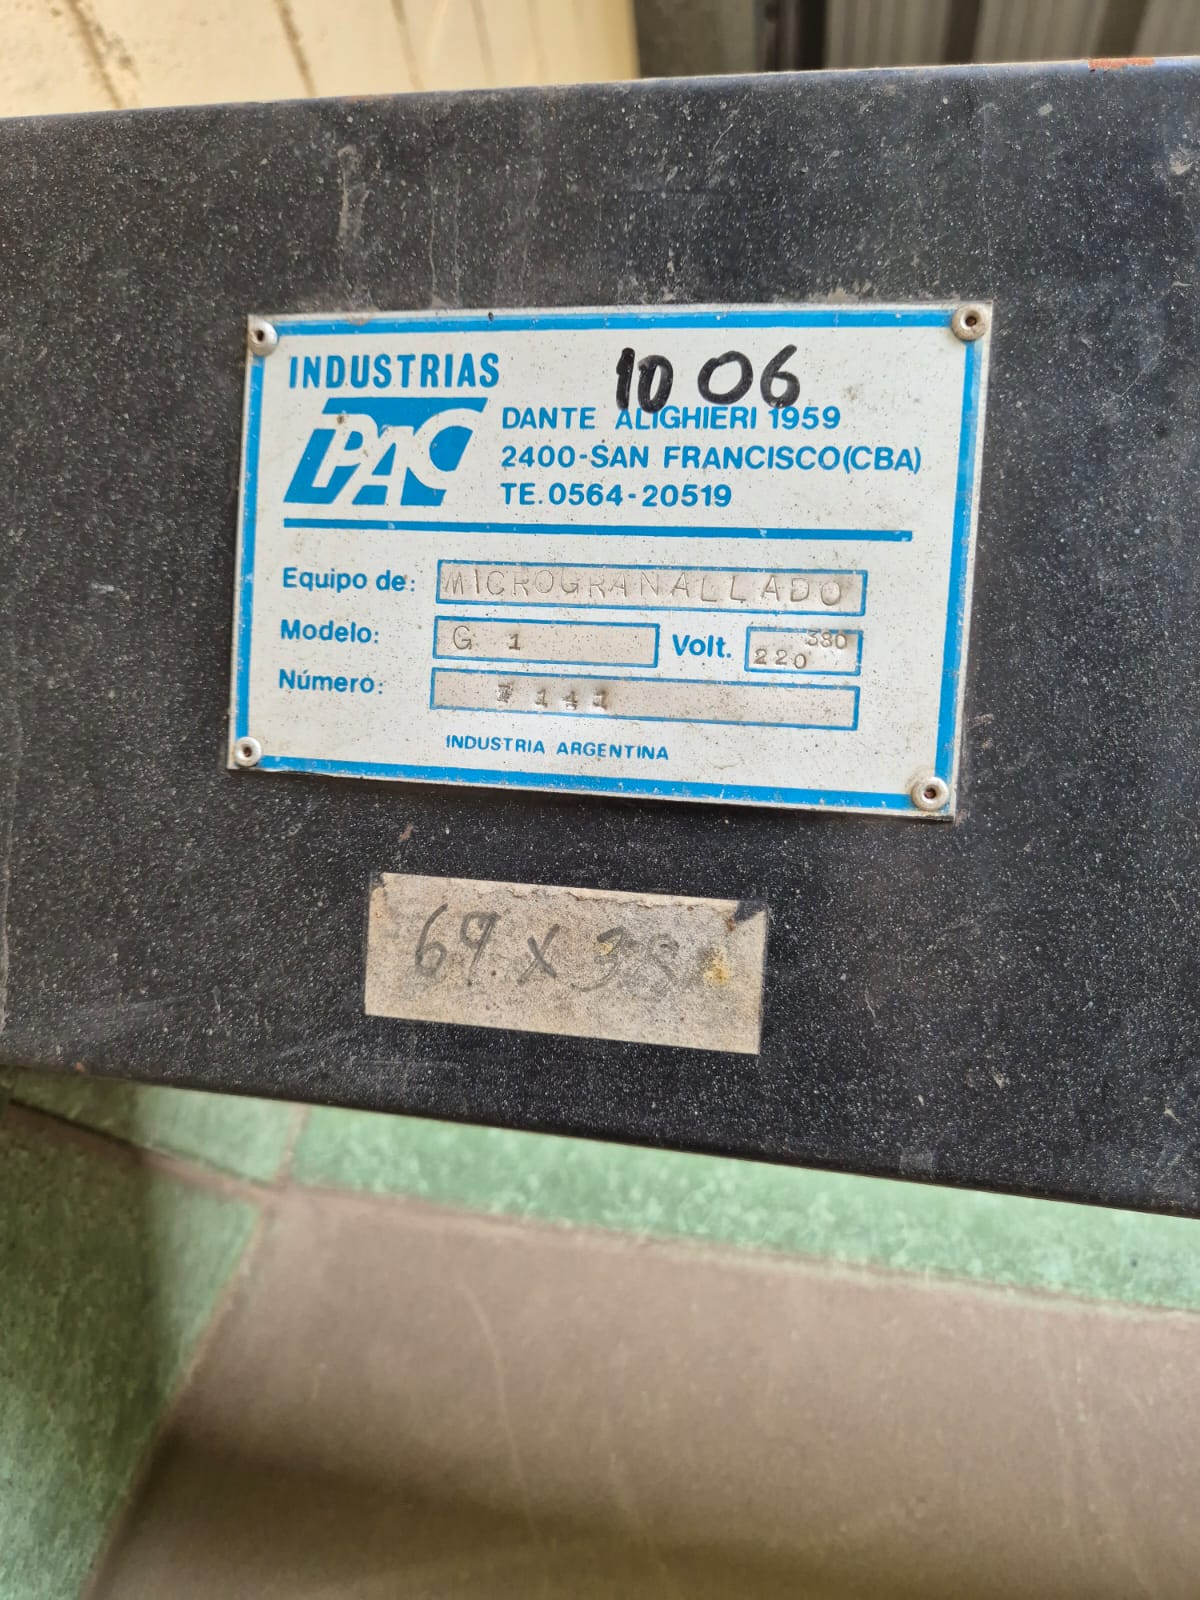 INDUSTRIAS
PAC
10 06
DANTE ALIGHIERI 1959
2400-SAN FRANCISCO(CBA)
TE.0564-20519
Equipo de: MICROGRANALLADO
Modelo: G 1 Volt. 380
220
Número: 141
INDUSTRIA ARGENTINA
69 x 38